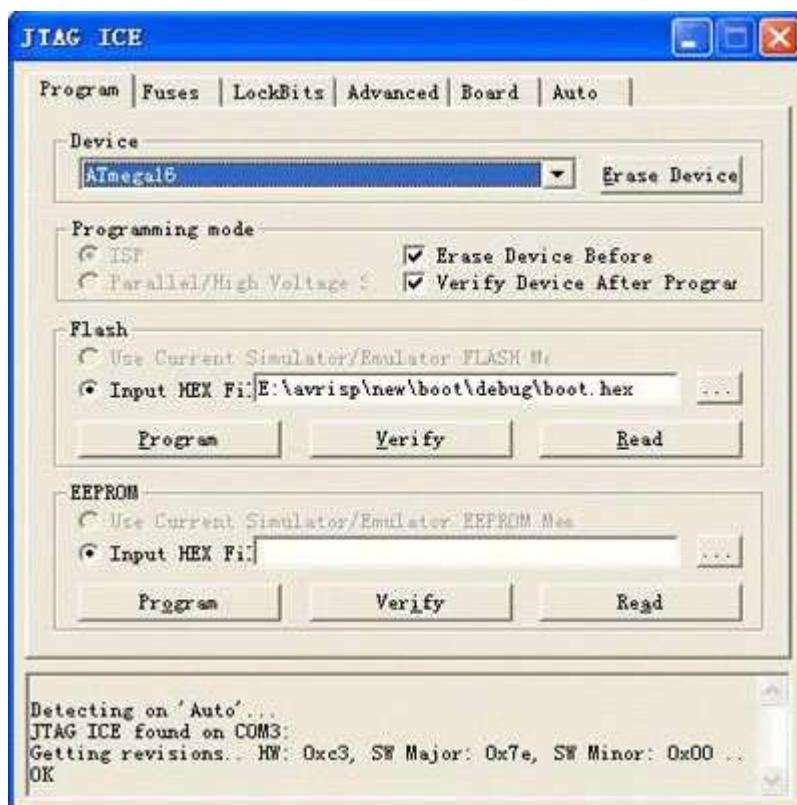 JTAG ICE
Program Fuses LockBits Advanced Board Auto
Device
ATmega16 Erase Device
Programming mode
ISP Erase Device Before
Parallel/High Voltage S Verify Device After Program
Flash
Use Current Simulator/Emulator FLASH Me
Input HEX Fil E:\avrisp\new\boot\debug\boot.hex ...
Program Verify Read
EEPROM
Use Current Simulator/Emulator EEPROM Mem
Input HEX Fil ...
Program Verify Read
Detecting on 'Auto'...
JTAG ICE found on COM3:
Getting revisions.. HW: 0xc3, SW Major: 0x7e, SW Minor: 0x00 ..
OK